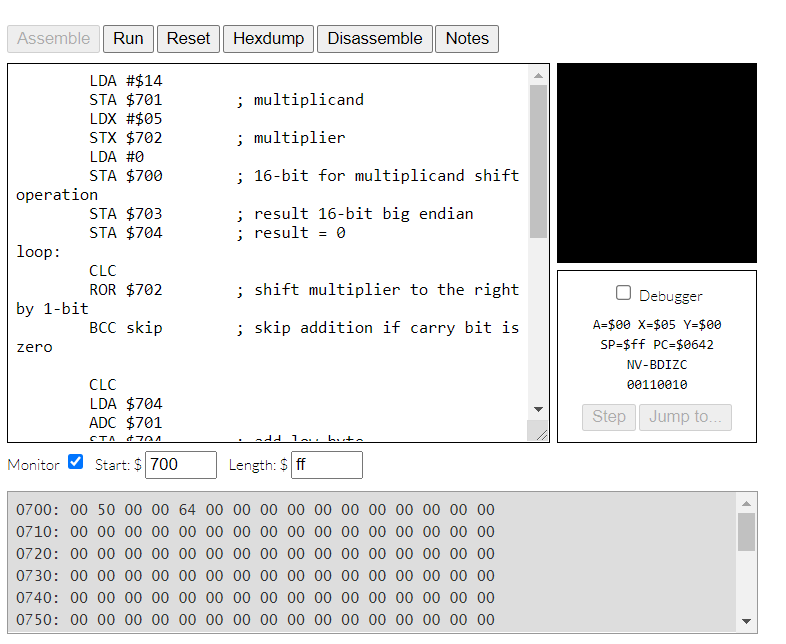 Assemble Run Reset Hexdump Disassemble Notes
LDA #$14
STA $701 ; multiplicand
LDX #$05
STX $702 ; multiplier
LDA #0
STA $700 ; 16-bit for multiplicand shift
operation
STA $703 ; result 16-bit big endian
STA $704 ; result = 0
loop:
CLC
ROR $702 ; shift multiplier to the right
by 1-bit
BCC skip ; skip addition if carry bit is
zero
CLC
LDA $704
ADC $701
STA $704 ; add low byte
Debugger
A=$00 X=$05 Y=$00
SP=$ff PC=$0642
NV-BDIZC
00110010
Step Jump to...
Monitor Start: $ 700 Length: $ ff
0700: 00 50 00 00 64 00 00 00 00 00 00 00 00 00 00 00
0710: 00 00 00 00 00 00 00 00 00 00 00 00 00 00 00 00
0720: 00 00 00 00 00 00 00 00 00 00 00 00 00 00 00 00
0730: 00 00 00 00 00 00 00 00 00 00 00 00 00 00 00 00
0740: 00 00 00 00 00 00 00 00 00 00 00 00 00 00 00 00
0750: 00 00 00 00 00 00 00 00 00 00 00 00 00 00 00 00